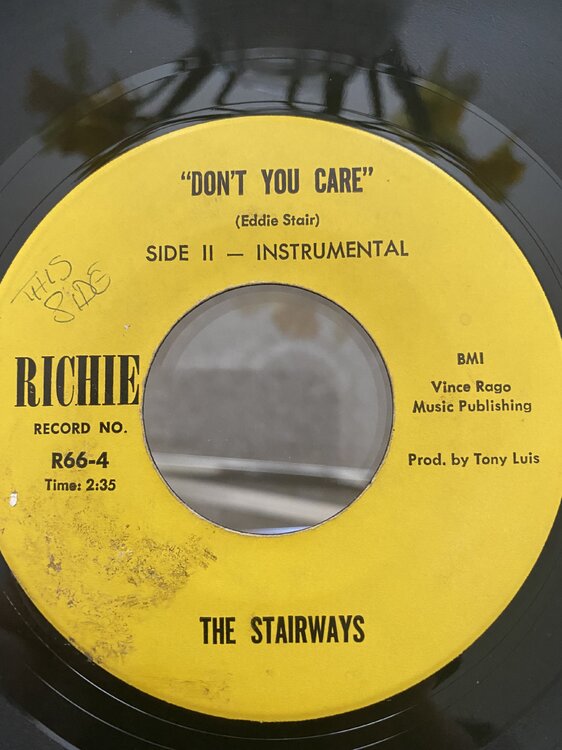 "DON'T YOU CARE"
(Eddie Stair)
SIDE II — INSTRUMENTAL
THIS
SIDE
RICHIE
RECORD NO.
R66-4
Time: 2:35
BMI
Vince Rago
Music Publishing
Prod. by Tony Luis
THE STAIRWAYS